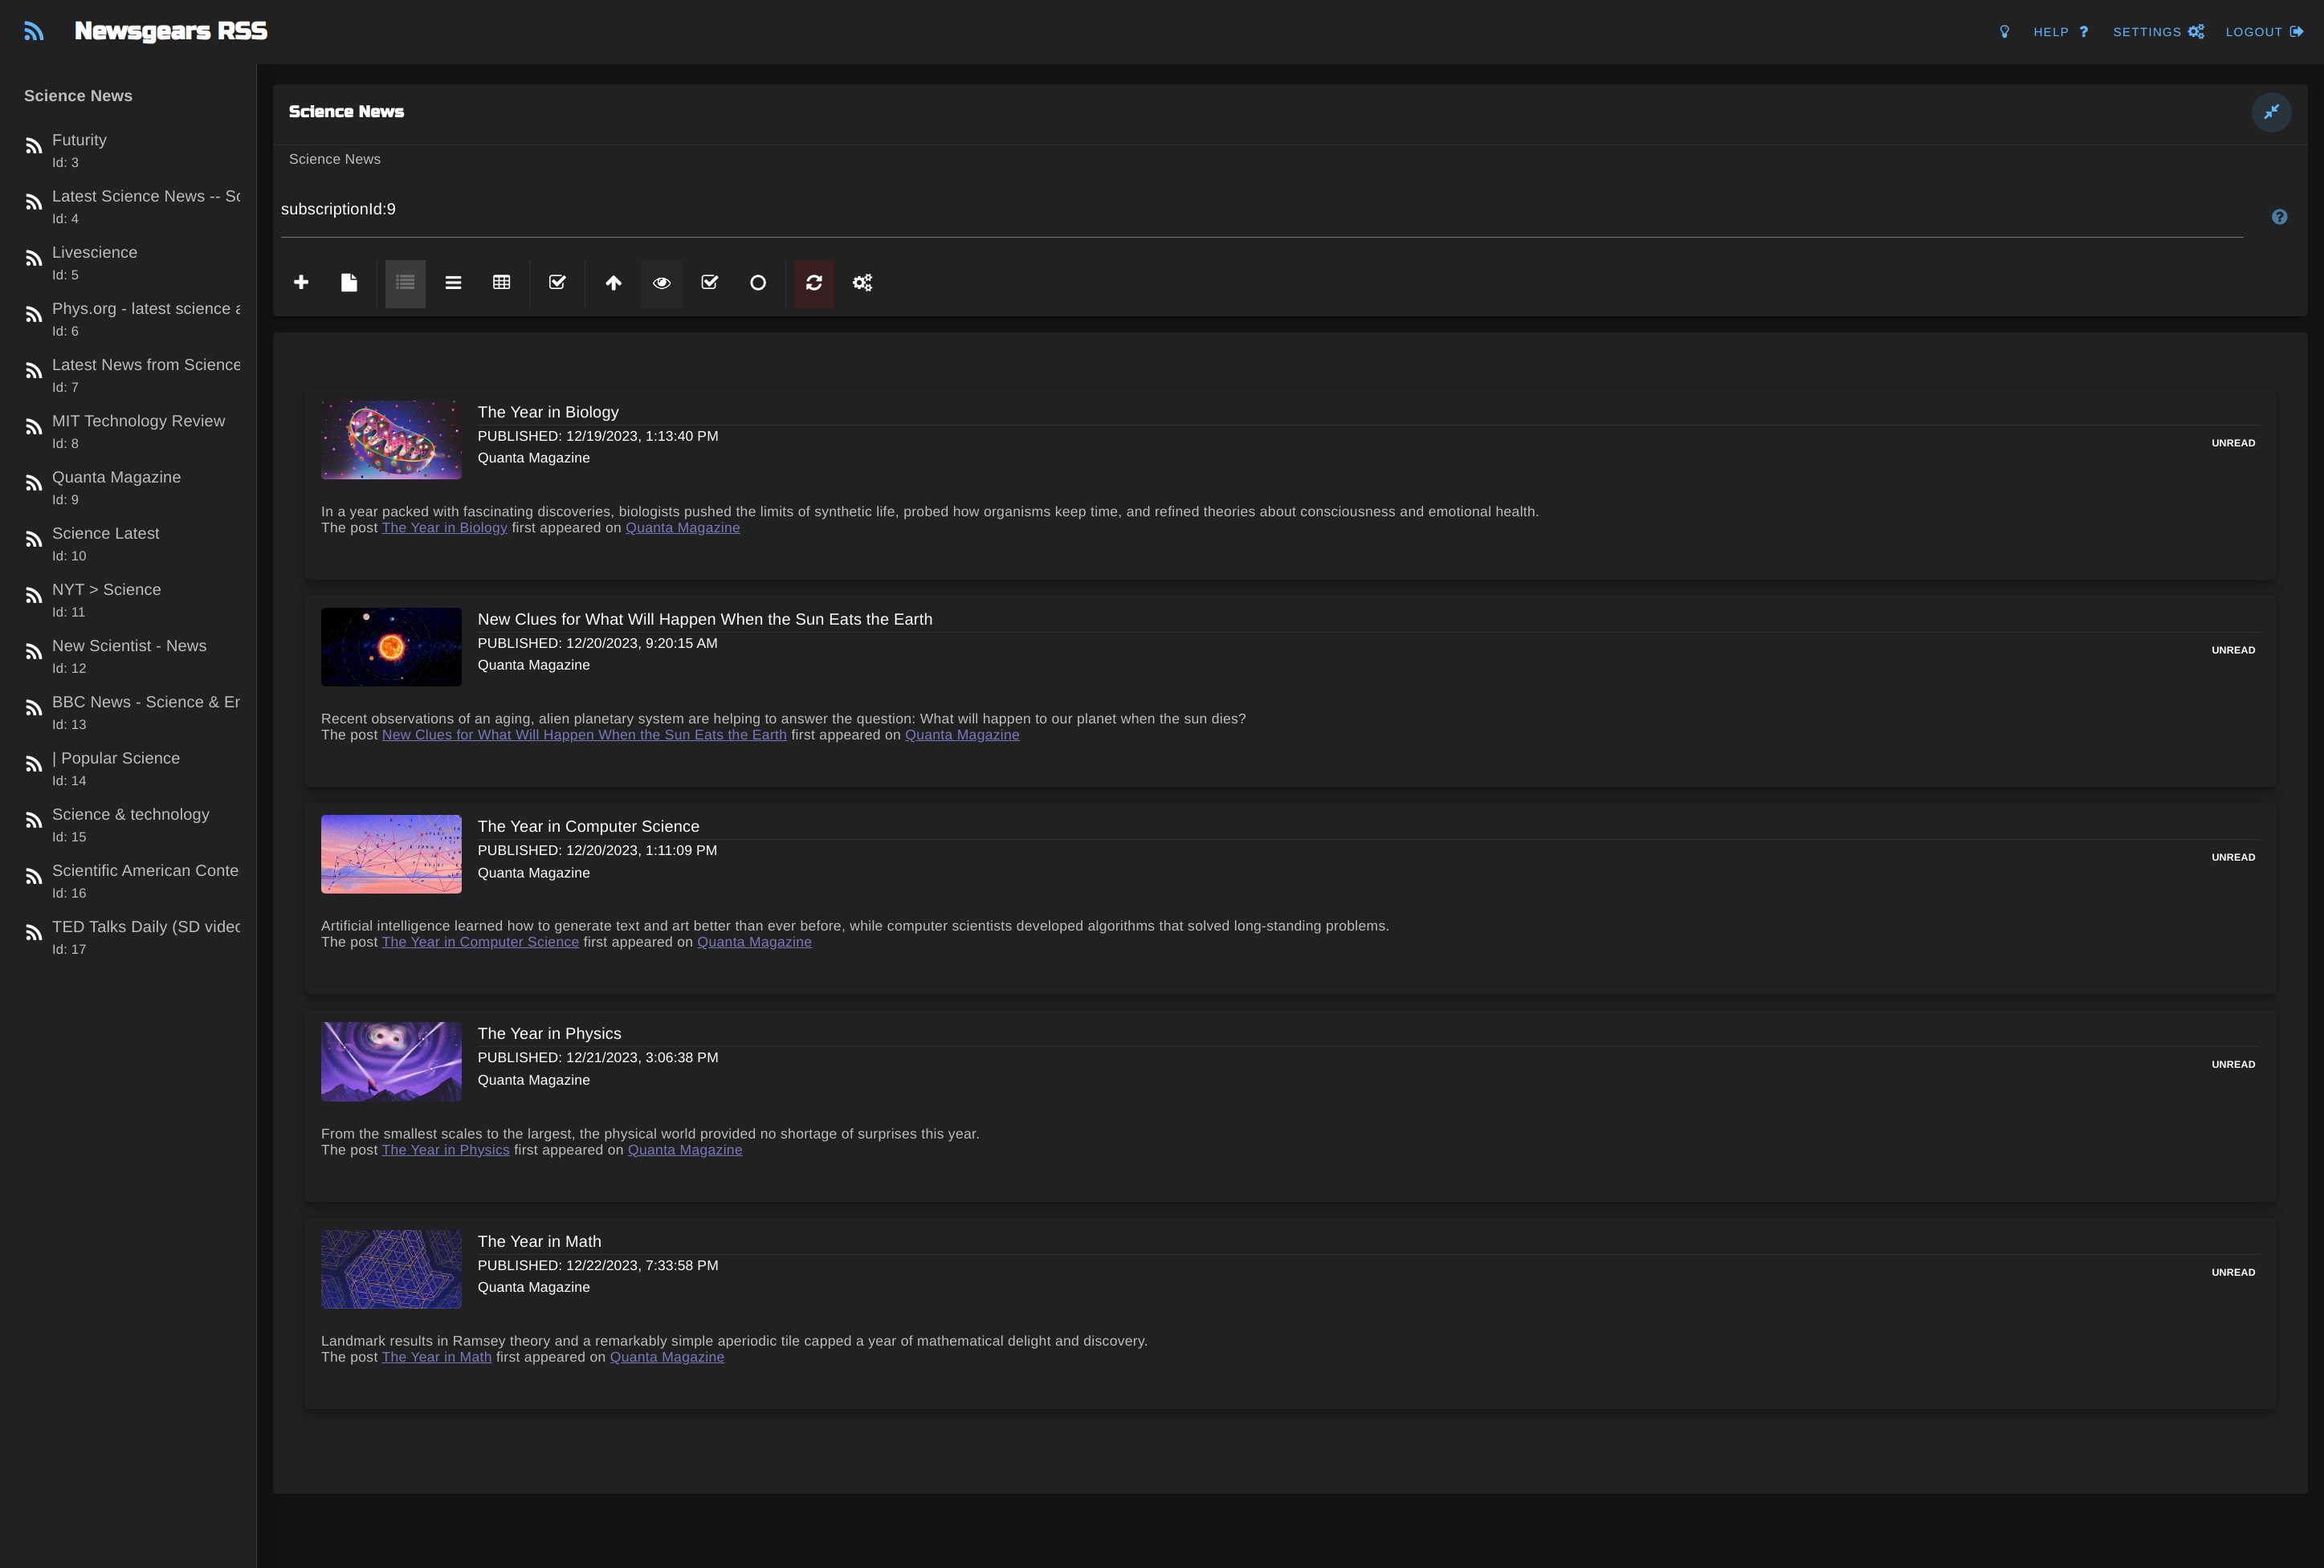 Newsgears RSS
HELP ?
SETTINGS
LOGOUT
Science News
Futurity
Id: 3
Latest Science News -- Sc
Id: 4
Livescience
Id: 5
Phys.org - latest science a
Id: 6
Latest News from Science
Id: 7
MIT Technology Review
Id: 8
Quanta Magazine
Id: 9
Science Latest
Id: 10
NYT > Science
Id: 11
New Scientist - News
Id: 12
BBC News - Science & En
Id: 13
| Popular Science
Id: 14
Science & technology
Id: 15
Scientific American Conte
Id: 16
TED Talks Daily (SD video
Id: 17
Science News
Science News
subscriptionId:9
The Year in Biology
PUBLISHED: 12/19/2023, 1:13:40 PM
UNREAD
Quanta Magazine
In a year packed with fascinating discoveries, biologists pushed the limits of synthetic life, probed how organisms keep time, and refined theories about consciousness and emotional health.
The post The Year in Biology first appeared on Quanta Magazine
New Clues for What Will Happen When the Sun Eats the Earth
PUBLISHED: 12/20/2023, 9:20:15 AM
UNREAD
Quanta Magazine
Recent observations of an aging, alien planetary system are helping to answer the question: What will happen to our planet when the sun dies?
The post New Clues for What Will Happen When the Sun Eats the Earth first appeared on Quanta Magazine
The Year in Computer Science
PUBLISHED: 12/20/2023, 1:11:09 PM
UNREAD
Quanta Magazine
Artificial intelligence learned how to generate text and art better than ever before, while computer scientists developed algorithms that solved long-standing problems.
The post The Year in Computer Science first appeared on Quanta Magazine
The Year in Physics
PUBLISHED: 12/21/2023, 3:06:38 PM
UNREAD
Quanta Magazine
From the smallest scales to the largest, the physical world provided no shortage of surprises this year.
The post The Year in Physics first appeared on Quanta Magazine
The Year in Math
PUBLISHED: 12/22/2023, 7:33:58 PM
UNREAD
Quanta Magazine
Landmark results in Ramsey theory and a remarkably simple aperiodic tile capped a year of mathematical delight and discovery.
The post The Year in Math first appeared on Quanta Magazine